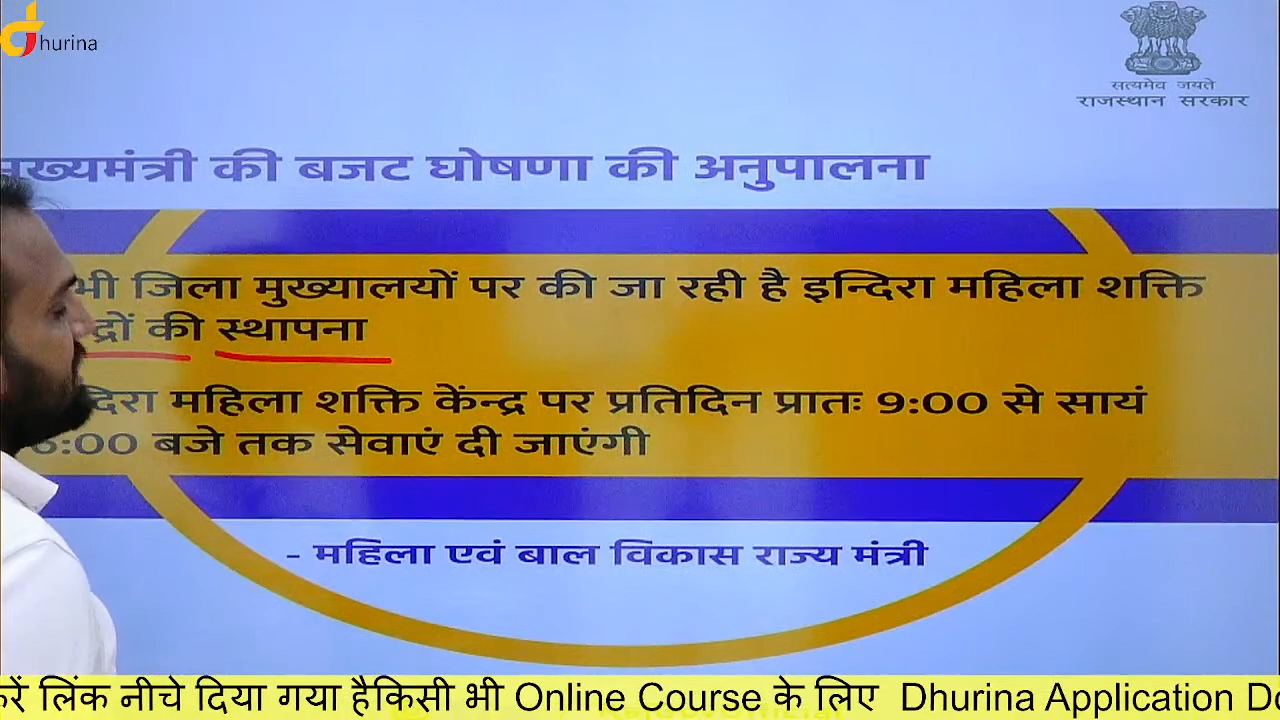 Dhurina
सत्यमेव जयते
राजस्थान सरकार
मुख्यमंत्री की बजट घोषणा की अनुपालना
भी जिला मुख्यालयों पर की जा रही है इन्दिरा महिला शक्ति
द्रों की स्थापना
दिरा महिला शक्ति केंन्द्र पर प्रतिदिन प्रातः 9:00 से सायं
6:00 बजे तक सेवाएं दी जाएंगी
- महिला एवं बाल विकास राज्य मंत्री
करें लिंक नीचे दिया गया हैकिसी भी Online Course के लिए Dhurina Application Do